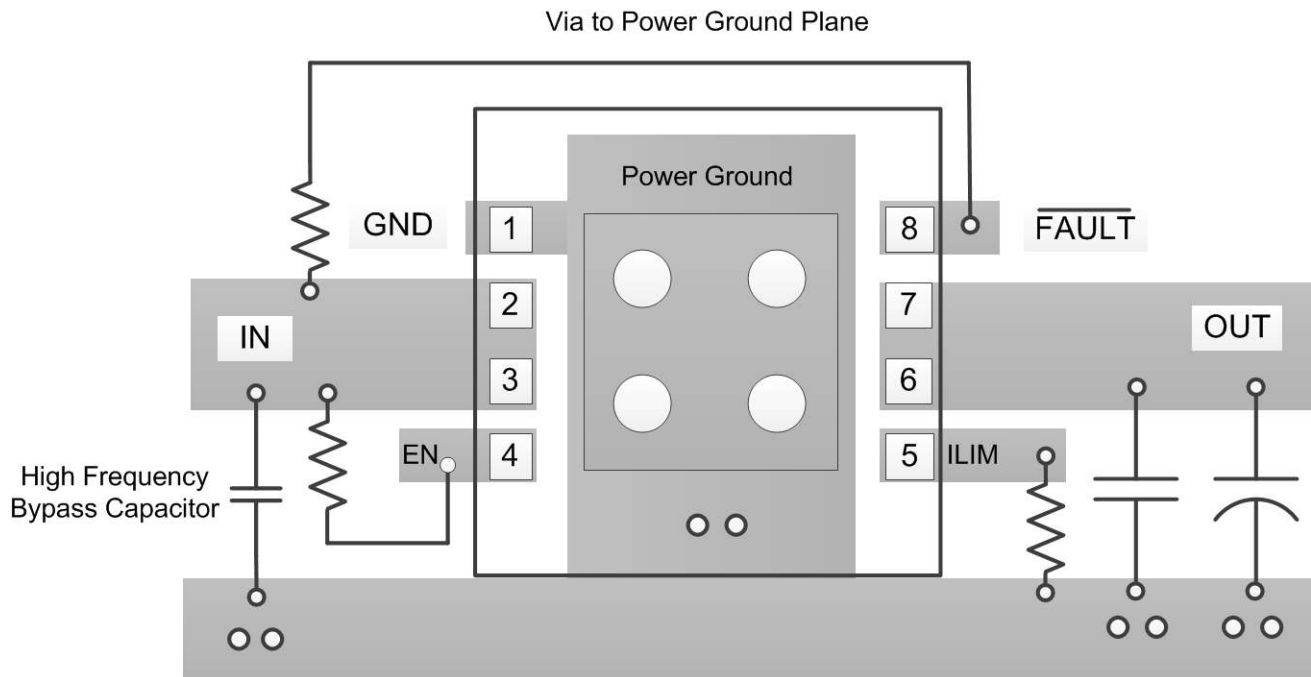 Via to Power Ground Plane
Power Ground
GND
1
8
FAULT
2
7
IN
OUT
3
6
EN
4
5
ILIM
High Frequency
Bypass Capacitor